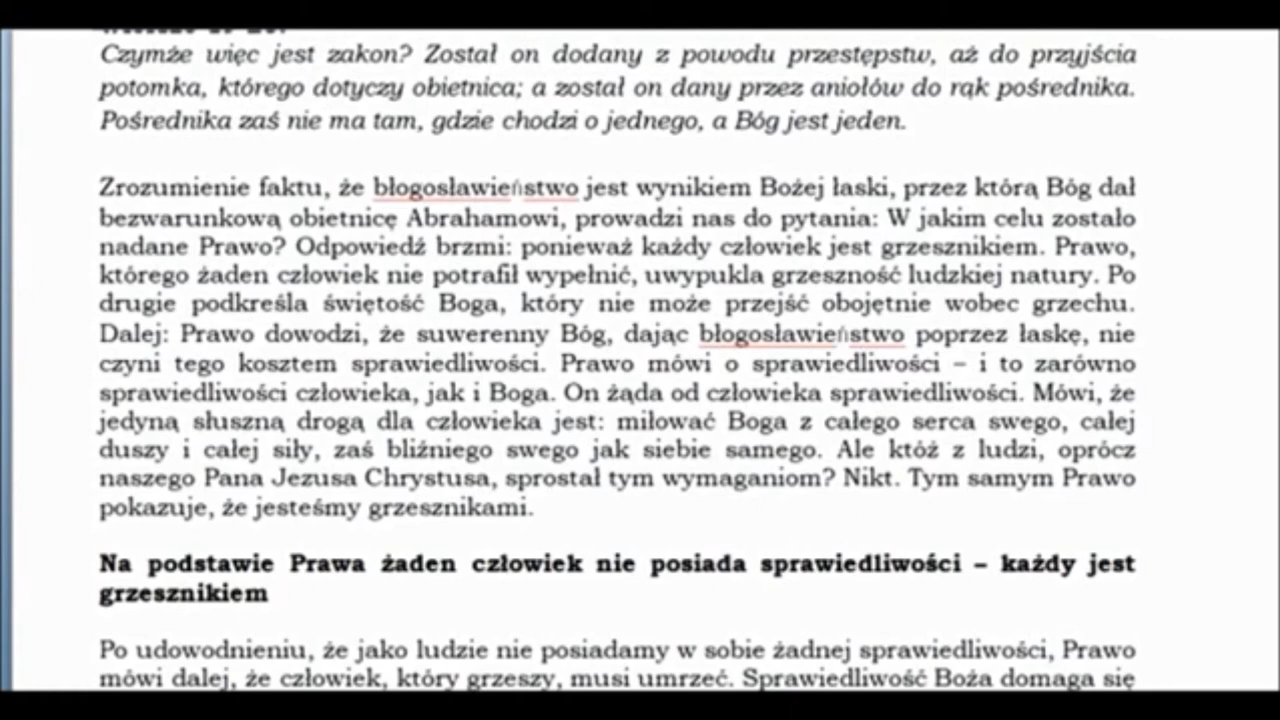 Czymże więc jest zakon? Został on dodany z powodu przestępstw, aż do przyjścia
potomka, którego dotyczy obietnica; a został on dany przez aniołów do rąk pośrednika.
Pośrednika zaś nie ma tam, gdzie chodzi o jednego, a Bóg jest jeden.
Zrozumienie faktu, że błogosławieństwo jest wynikiem Bożej łaski, przez którą Bóg dał
bezwarunkową obietnicę Abrahamowi, prowadzi nas do pytania: W jakim celu zostało
nadane Prawo? Odpowiedź brzmi: ponieważ każdy człowiek jest grzesznikiem. Prawo,
którego żaden człowiek nie potrafił wypełnić, uwypukla grzeszność ludzkiej natury. Po
drugie podkreśla świętość Boga, który nie może przejść obojętnie wobec grzechu.
Dalej: Prawo dowodzi, że suwerenny Bóg, dając błogosławieństwo poprzez łaskę, nie
czyni tego kosztem sprawiedliwości. Prawo mówi o sprawiedliwości – i to zarówno
sprawiedliwości człowieka, jak i Boga. On żąda od człowieka sprawiedliwości. Mówi, że
jedyną słuszną drogą dla człowieka jest: miłować Boga z całego serca swego, całej
duszy i całej siły, zaś bliźniego swego jak siebie samego. Ale któż z ludzi, oprócz
naszego Pana Jezusa Chrystusa, sprostał tym wymaganiom? Nikt. Tym samym Prawo
pokazuje, że jesteśmy grzesznikami.
Na podstawie Prawa żaden człowiek nie posiada sprawiedliwości – każdy jest
grzesznikiem
Po udowodnieniu, że jako ludzie nie posiadamy w sobie żadnej sprawiedliwości, Prawo
mówi dalej, że człowiek, który grzeszy, musi umrzeć. Sprawiedliwość Boża domaga się